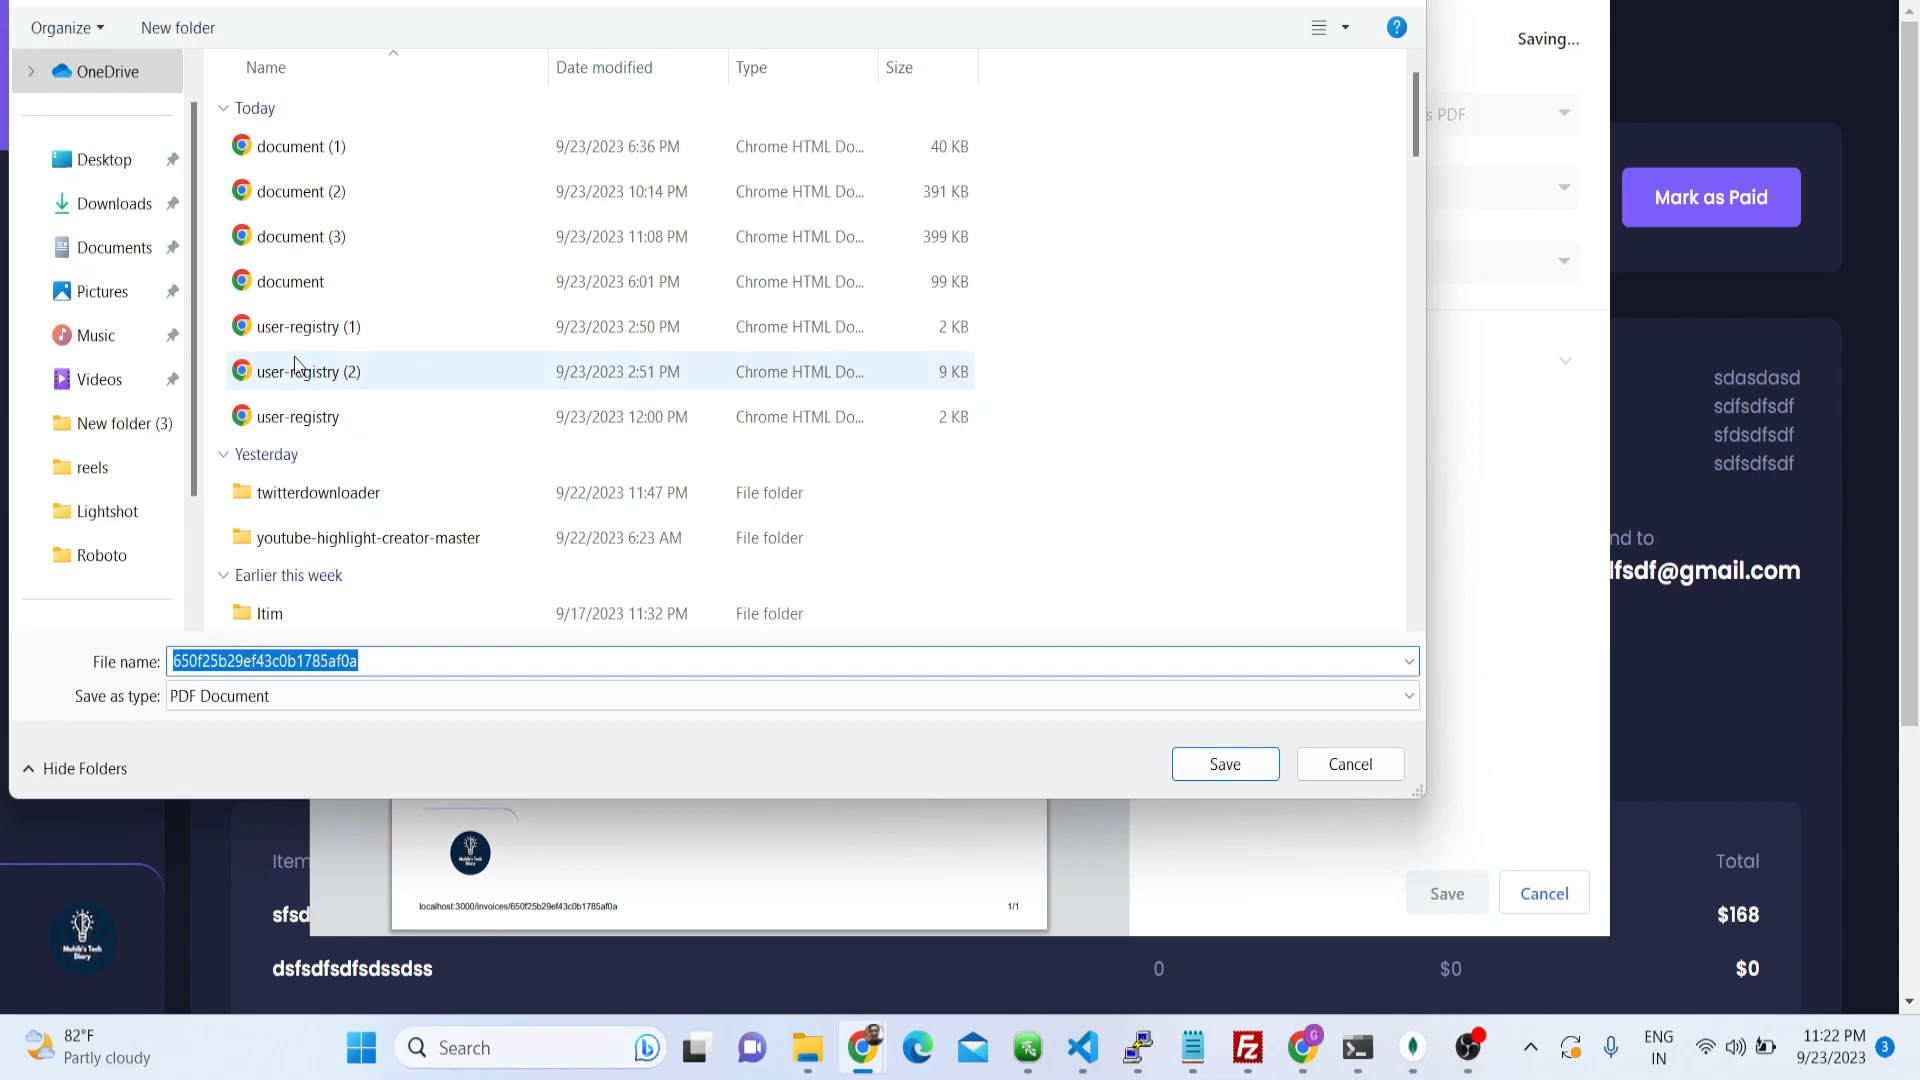 Organize
New folder
Saving...
OneDrive
Name
Date modified
Type
Size
Today
s PDF
document (1)
9/23/2023 6:36 PM
Chrome HTML Do...
40 KB
Desktop
document (2)
9/23/2023 10:14 PM
Chrome HTML Do...
391 KB
Mark as Paid
Downloads
document (3)
9/23/2023 11:08 PM
Chrome HTML Do...
399 KB
Documents
document
9/23/2023 6:01 PM
Chrome HTML Do...
99 KB
Pictures
user-registry (1)
9/23/2023 2:50 PM
Chrome HTML Do...
2 KB
Music
user-registry (2)
9/23/2023 2:51 PM
Chrome HTML Do...
9 KB
Videos
user-registry
9/23/2023 12:00 PM
Chrome HTML Do...
2 KB
sdasdasd
sdfsdfsdf
sfdsdfsdf
sdfsdfsdf
New folder (3)
Yesterday
reels
twitterdownloader
9/22/2023 11:47 PM
File folder
Lightshot
youtube-highlight-creator-master
9/22/2023 6:23 AM
File folder
nd to
lfsdf@gmail.com
Roboto
Earlier this week
ltim
9/17/2023 11:32 PM
File folder
File name: 650f25b29ef43c0b1785af0a
Save as type: PDF Document
Hide Folders
Save
Cancel
Muhib's Tech
Diary
localhost:3000/invoices/650f25b29ef43c0b1785af0a
1/1
Save
Cancel
Item
Total
sfsd
$168
dsfsdfsdfsdssdss
0
$0
$0
Muhib's Tech
Diary
82°F
Partly cloudy
Search
G
ENG
IN
11:22 PM
9/23/2023
3